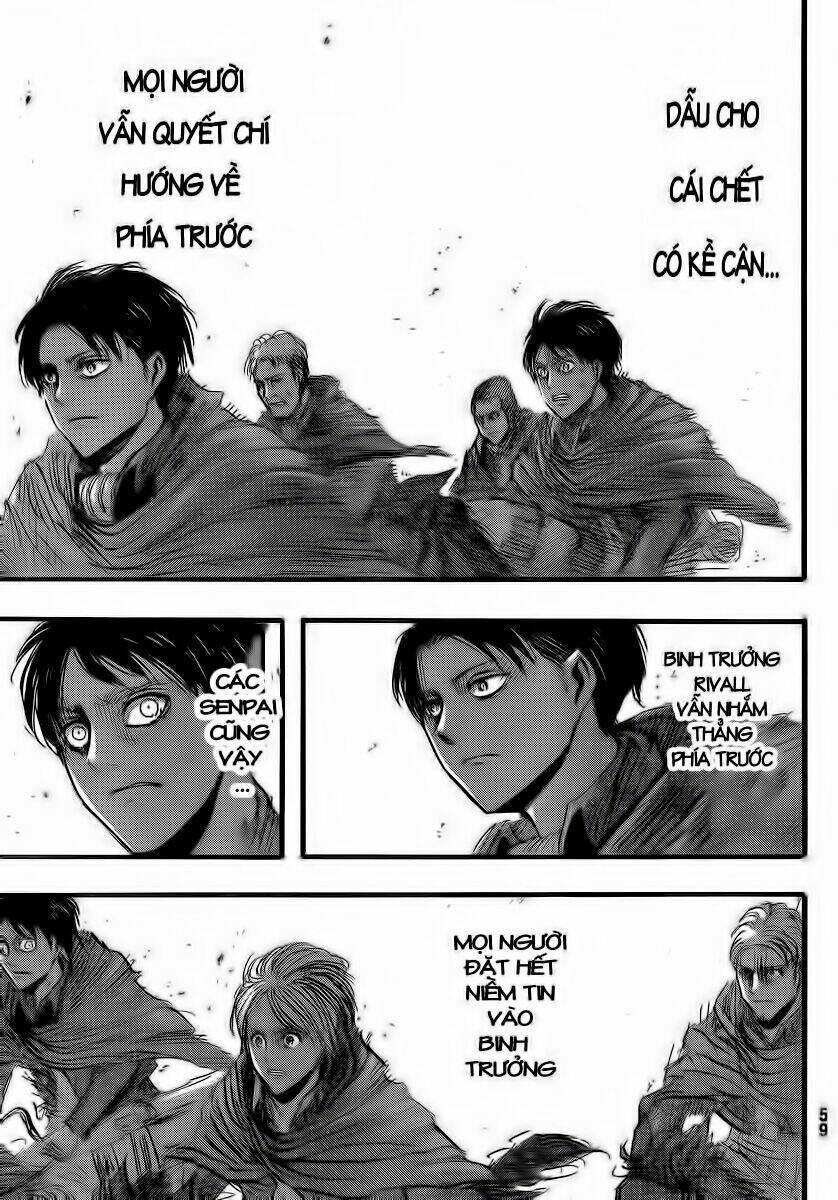 DẪU CHO
CÁI CHẾT
CÓ KỀ CẬN...
MỌI NGƯỜI
VẪN QUYẾT CHÍ
HƯỚNG VỀ
PHÍA TRƯỚC
BINH TRƯỞNG
RIVALL
VẪN NHẮM
THẲNG
PHÍA TRƯỚC
CÁC
SENPAI
CŨNG
VẬY
...
MỌI NGƯỜI
ĐẶT HẾT
NIỀM TIN
VÀO
BINH
TRƯỞNG
59